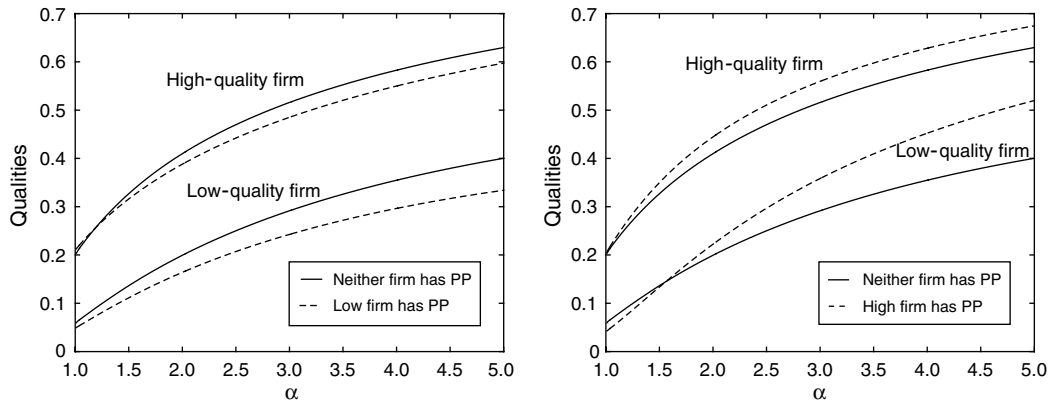 0.7
0.6
0.5
0.4
0.3
0.2
0.1
0
Qualities
High-quality firm
Low-quality firm
Neither firm has PP
Low firm has PP
1.0 1.5 2.0 2.5 3.0 3.5 4.0 4.5 5.0
α
0.7
0.6
0.5
0.4
0.3
0.2
0.1
0
Qualities
High-quality firm
Low-quality firm
Neither firm has PP
High firm has PP
1.0 1.5 2.0 2.5 3.0 3.5 4.0 4.5 5.0
α